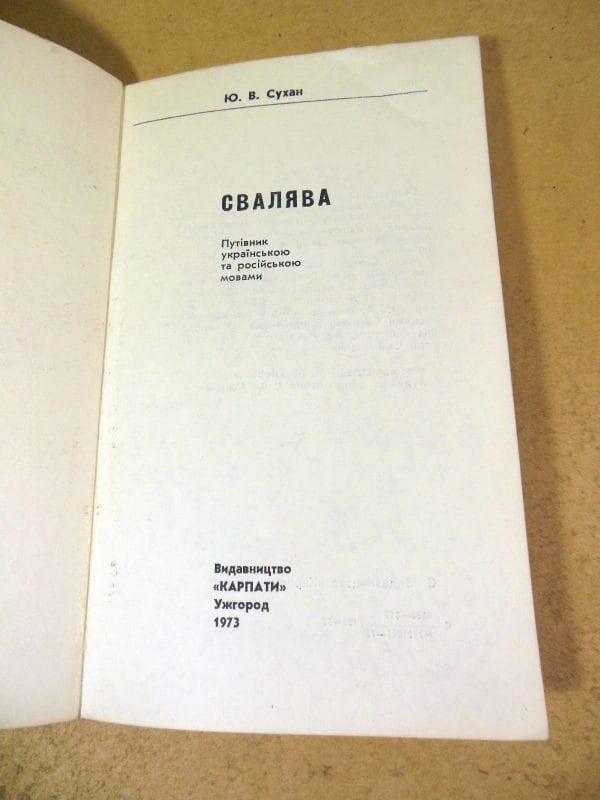 Ю. В. Сухан
СВАЛЯВА
Путівник
українською
та російською
мовами
Видавництво
«КАРПАТИ»
Ужгород
1973